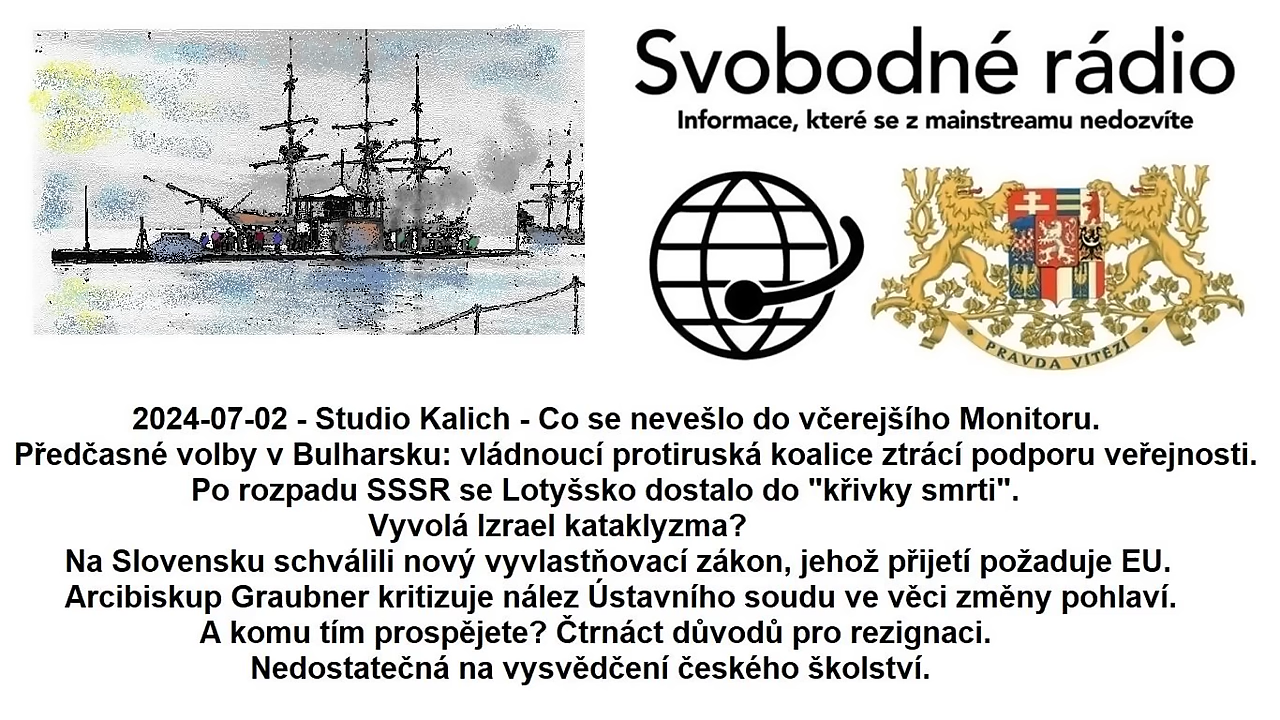 Svobodné rádio
Informace, které se z mainstreamu nedozvíte
PRAVDA VÍTĚZÍ
2024-07-02 - Studio Kalich - Co se nevešlo do včerejšího Monitoru.
Předčasné volby v Bulharsku: vládnoucí protiruská koalice ztrácí podporu veřejnosti.
Po rozpadu SSSR se Lotyšsko dostalo do "křivky smrti".
Vyvolá Izrael kataklyzma?
Na Slovensku schválili nový vyvlastňovací zákon, jehož přijetí požaduje EU.
Arcibiskup Graubner kritizuje nález Ústavního soudu ve věci změny pohlaví.
A komu tím prospějete? Čtrnáct důvodů pro rezignaci.
Nedostatečná na vysvědčení českého školství.